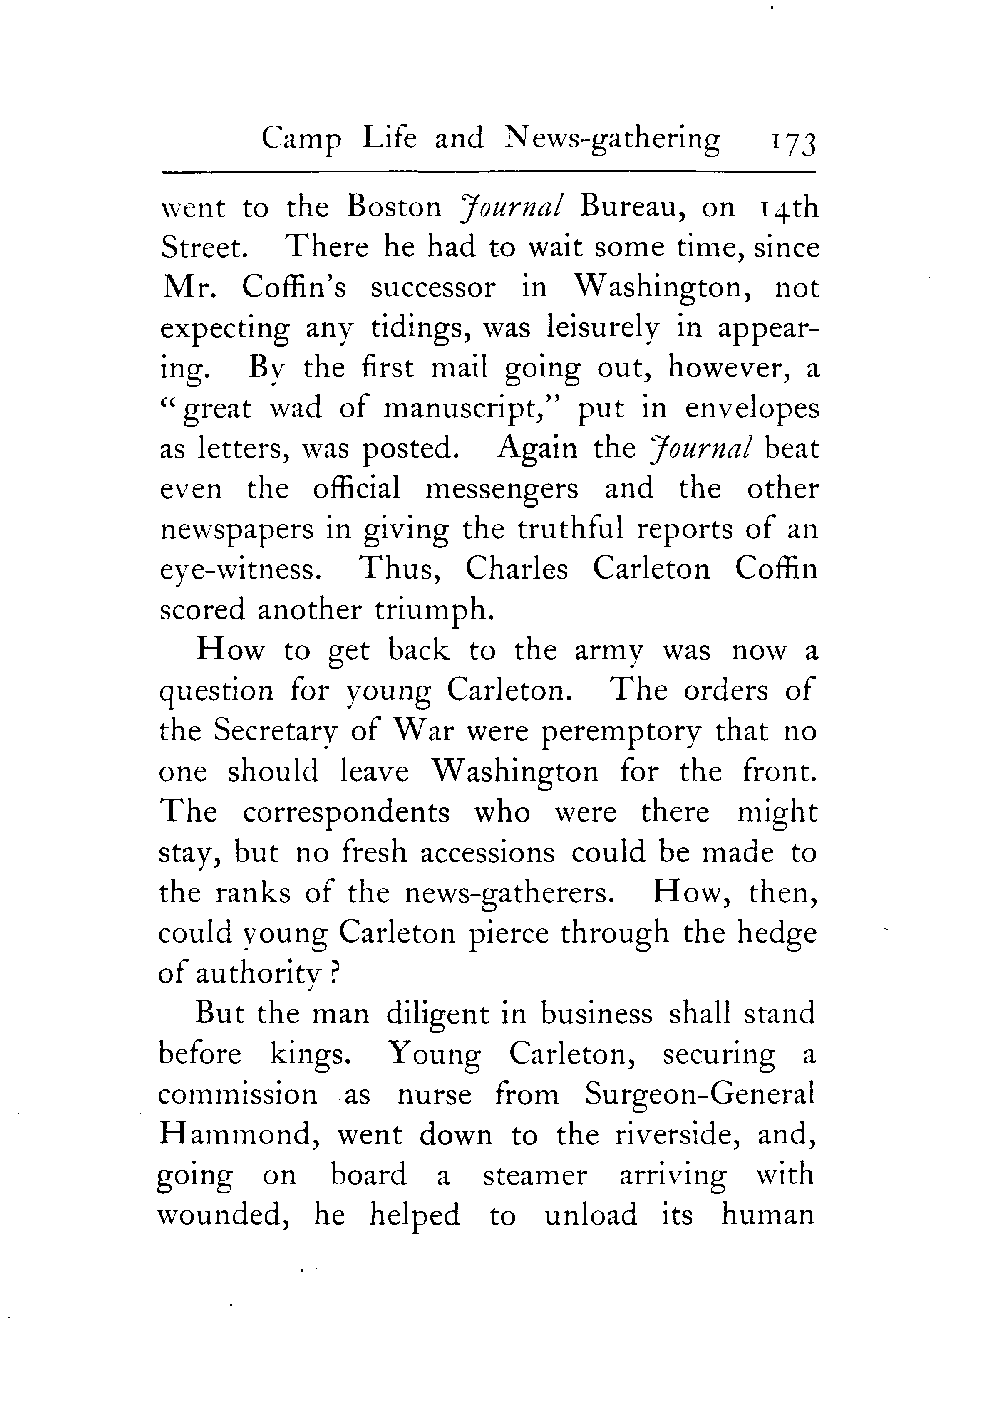 Camp Life and News-gathering 173
went to the Boston Journal Bureau, on 14th
Street. There he had to wait some time, since
Mr. Coffin's successor in Washington, not
expecting any tidings, was leisurely in appear-
ing. By the first mail going out, however, a
“great wad of manuscript,” put in envelopes
as letters, was posted. Again the Journal beat
even the official messengers and the other
newspapers in giving the truthful reports of an
eye-witness. Thus, Charles Carleton Coffin
scored another triumph.
How to get back to the army was now a
question for young Carleton. The orders of
the Secretary of War were peremptory that no
one should leave Washington for the front.
The correspondents who were there might
stay, but no fresh accessions could be made to
the ranks of the news-gatherers. How, then,
could young Carleton pierce through the hedge
of authority?
But the man diligent in business shall stand
before kings. Young Carleton, securing a
commission as nurse from Surgeon-General
Hammond, went down to the riverside, and,
going on board a steamer arriving with
wounded, he helped to unload its human